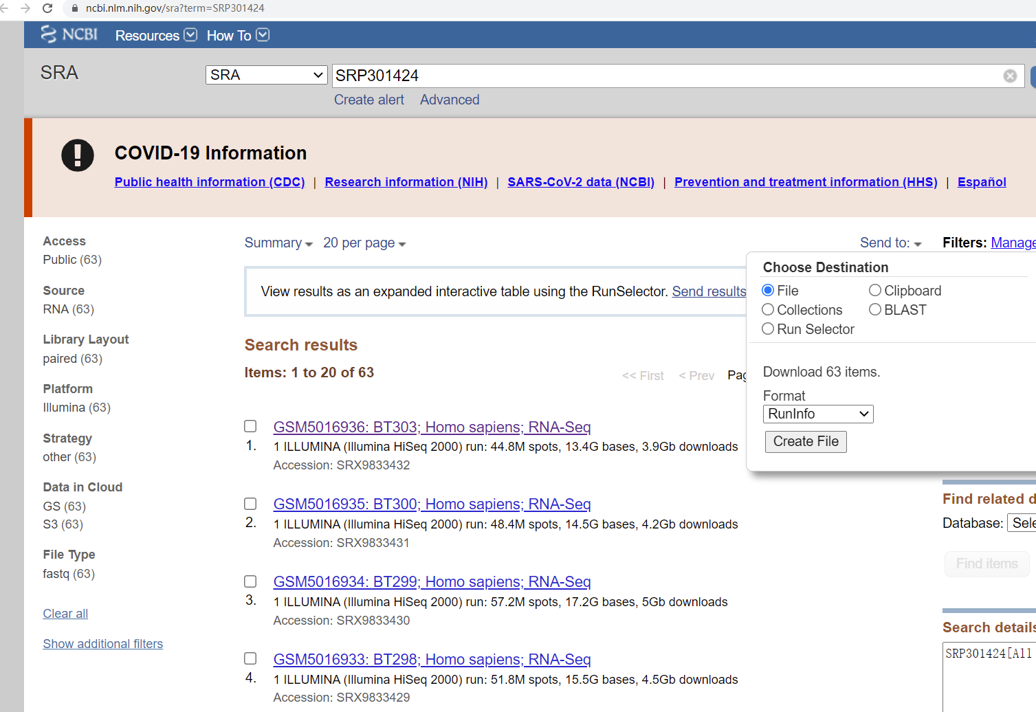 ncbi.nlm.nih.gov/sra?term=SRP301424
NCBI Resources How To
SRA SRA SRP301424
Create alert Advanced
COVID-19 Information
Public health information (CDC) | Research information (NIH) | SARS-CoV-2 data (NCBI) | Prevention and treatment information (HHS) | Español
Access
Public (63)
Source
RNA (63)
Library Layout
paired (63)
Platform
Illumina (63)
Strategy
other (63)
Data in Cloud
GS (63)
S3 (63)
File Type
fastq (63)
Clear all
Show additional filters
Summary 20 per page Send to: Filters: Manage
View results as an expanded interactive table using the RunSelector. Send results
Search results
Items: 1 to 20 of 63
<< First < Prev Pag
GSM5016936: BT303; Homo sapiens; RNA-Seq
1. 1 ILLUMINA (Illumina HiSeq 2000) run: 44.8M spots, 13.4G bases, 3.9Gb downloads
Accession: SRX9833432
GSM5016935: BT300; Homo sapiens; RNA-Seq
2. 1 ILLUMINA (Illumina HiSeq 2000) run: 48.4M spots, 14.5G bases, 4.2Gb downloads
Accession: SRX9833431
GSM5016934: BT299; Homo sapiens; RNA-Seq
3. 1 ILLUMINA (Illumina HiSeq 2000) run: 57.2M spots, 17.2G bases, 5Gb downloads
Accession: SRX9833430
GSM5016933: BT298; Homo sapiens; RNA-Seq
4. 1 ILLUMINA (Illumina HiSeq 2000) run: 51.8M spots, 15.5G bases, 4.5Gb downloads
Accession: SRX9833429
Choose Destination
File Clipboard
Collections BLAST
Run Selector
Download 63 items.
Format
RunInfo
Create File
Find related d
Database: Sele
Find items
Search details
SRP301424[All